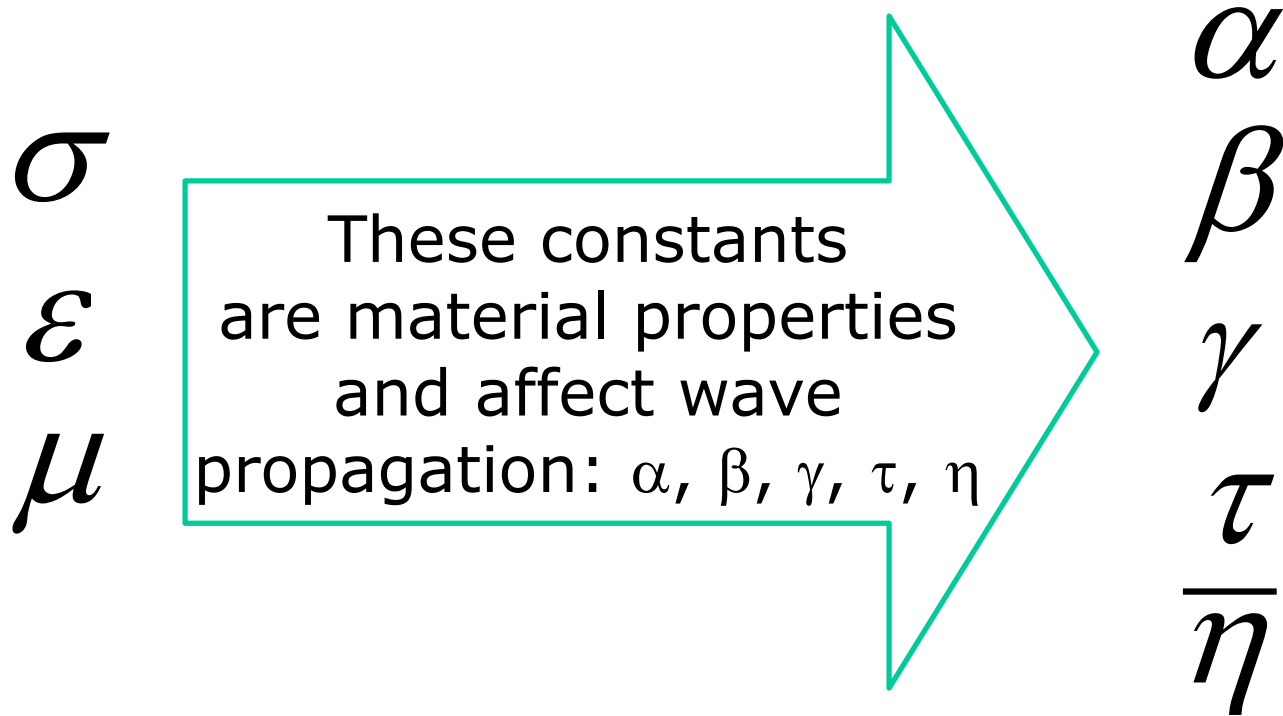 σ
ε
μ
These constants
are material properties
and affect wave
propagation: α, β, γ, τ, η
α
β
γ
τ
η̅